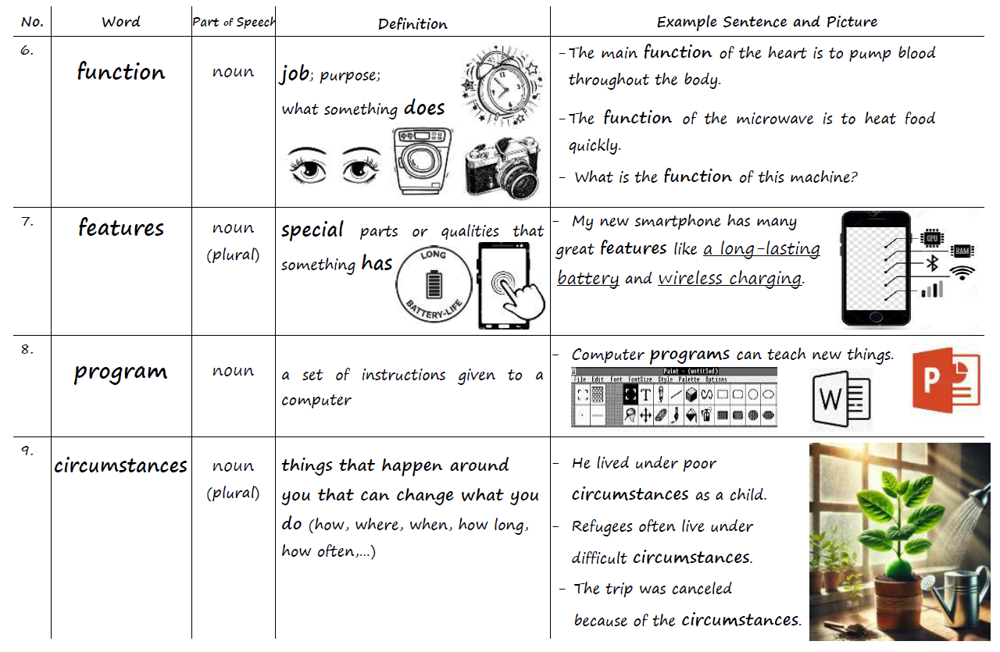 No. Word Part of Speech Definition Example Sentence and Picture
6.
function
noun
job; purpose;
what something does
- The main function of the heart is to pump blood
throughout the body.
- The function of the microwave is to heat food
quickly.
- What is the function of this machine?
7.
features
noun
(plural)
special parts or qualities that
something has
LONG
BATTERY-LIFE
- My new smartphone has many
great features like a long-lasting
battery and wireless charging.
CPU
RAM
8.
program
noun
a set of instructions given to a
computer
- Computer programs can teach new things.
Paint - (untitled)
File Edit Font FontSize Style Palette Options
T
W
P
9.
circumstances
noun
(plural)
things that happen around
you that can change what you
do (how, where, when, how long,
how often,...)
- He lived under poor
circumstances as a child.
- Refugees often live under
difficult circumstances.
- The trip was canceled
because of the circumstances.